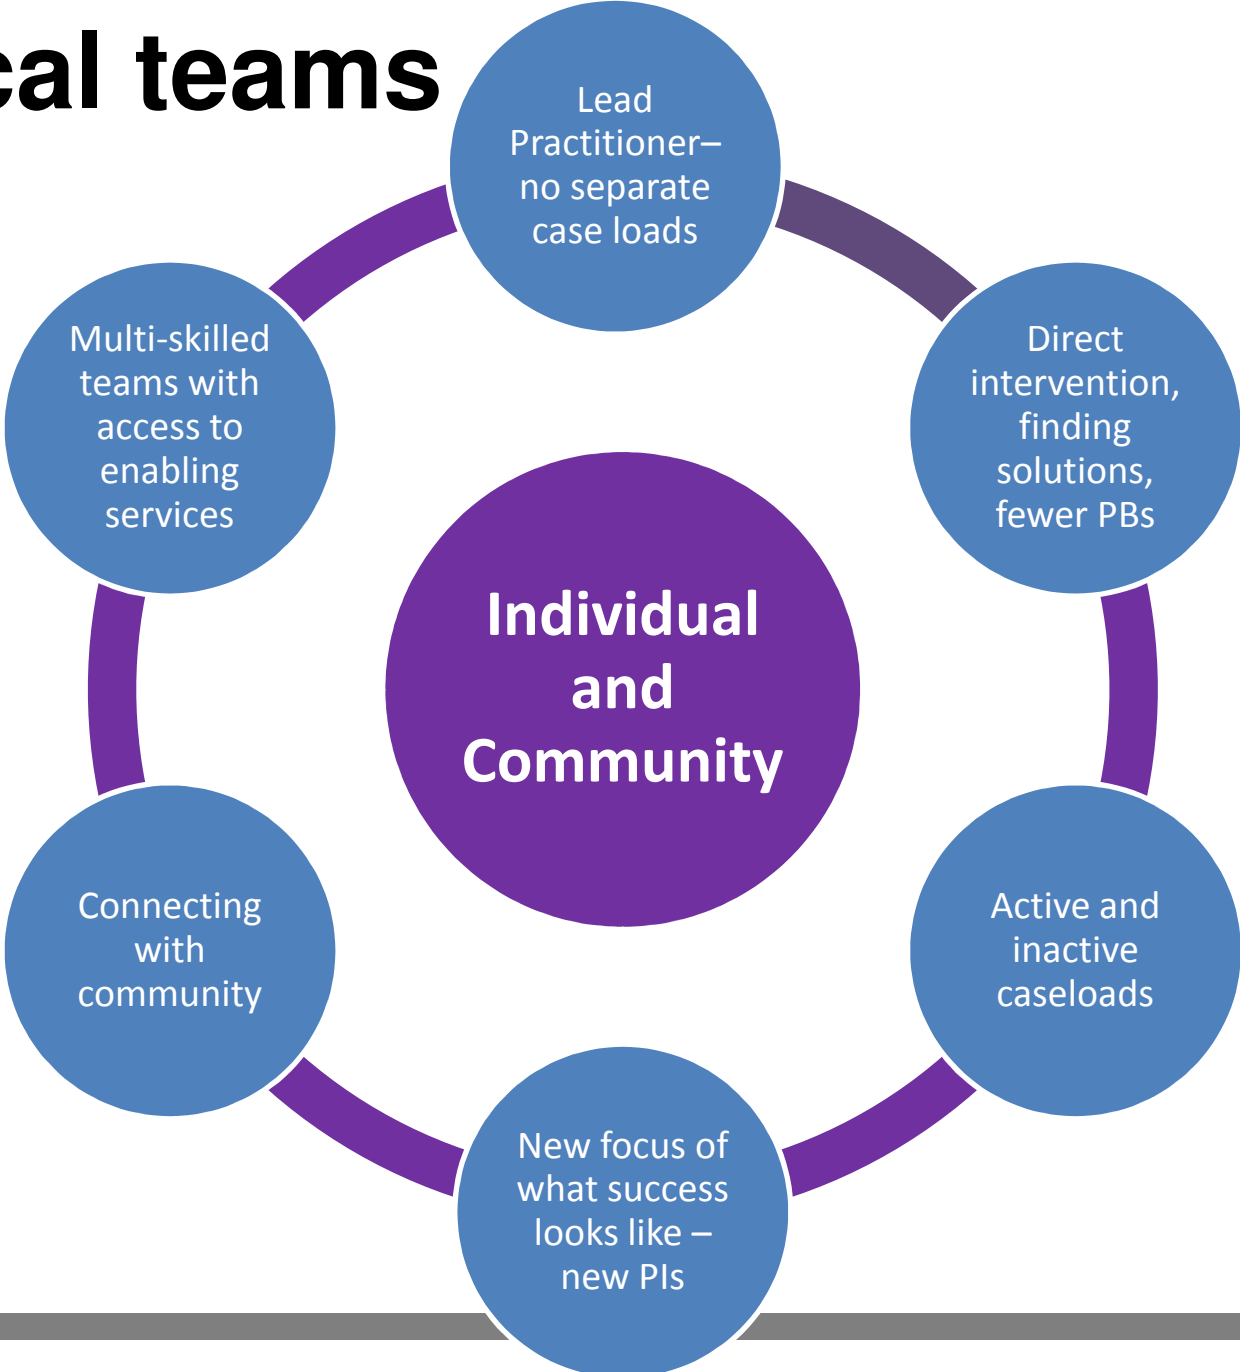 cal teams
Lead
Practitioner–
no separate
case loads
Direct
intervention,
finding
solutions,
fewer PBs
Active and
inactive
caseloads
New focus of
what success
looks like –
new PIs
Connecting
with
community
Multi-skilled
teams with
access to
enabling
services
Individual
and
Community